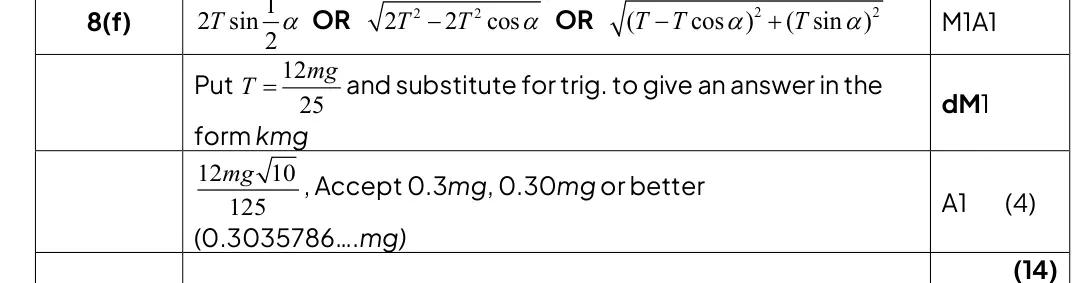 8(f) 2T sin 1/2 α OR √(2T² − 2T² cos α) OR √((T − T cos α)² + (T sin α)²) M1A1
Put T = 12mg/25 and substitute for trig. to give an answer in the dM1
form kmg
12mg√10/125 , Accept 0.3mg, 0.30mg or better A1 (4)
(0.3035786….mg)
(14)